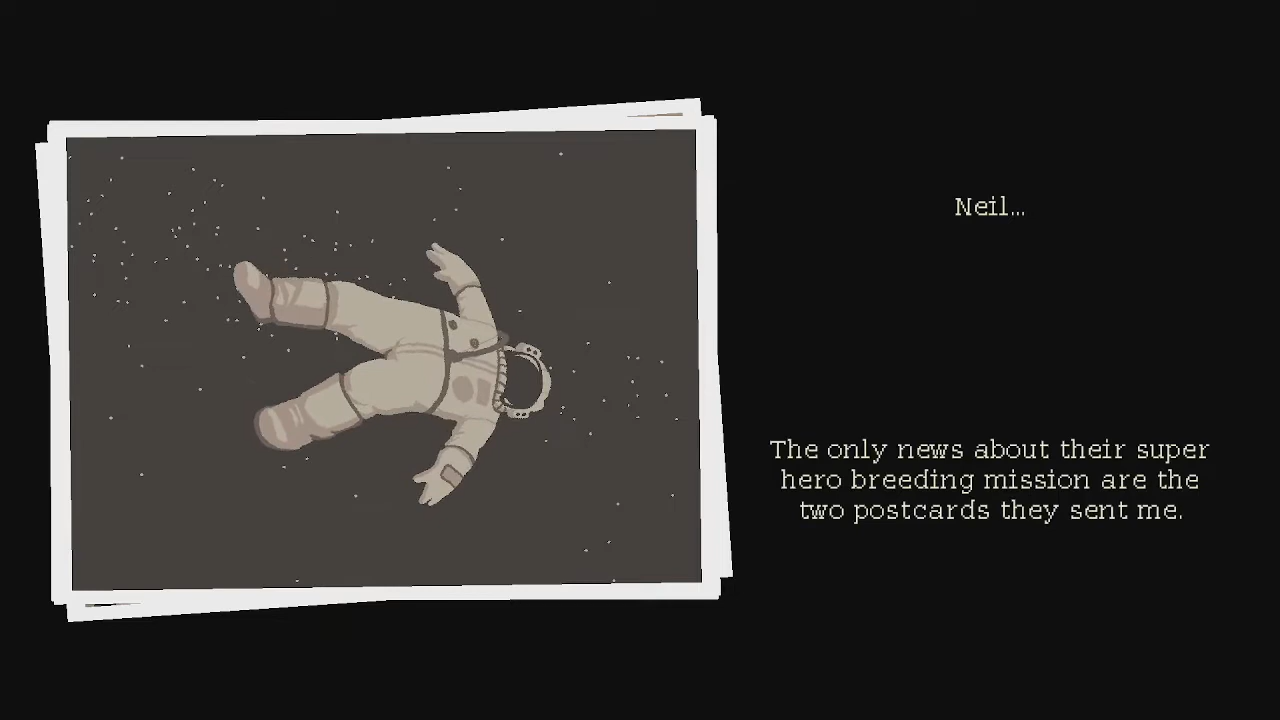 Neil…
The only news about their super
hero breeding mission are the
two postcards they sent me.